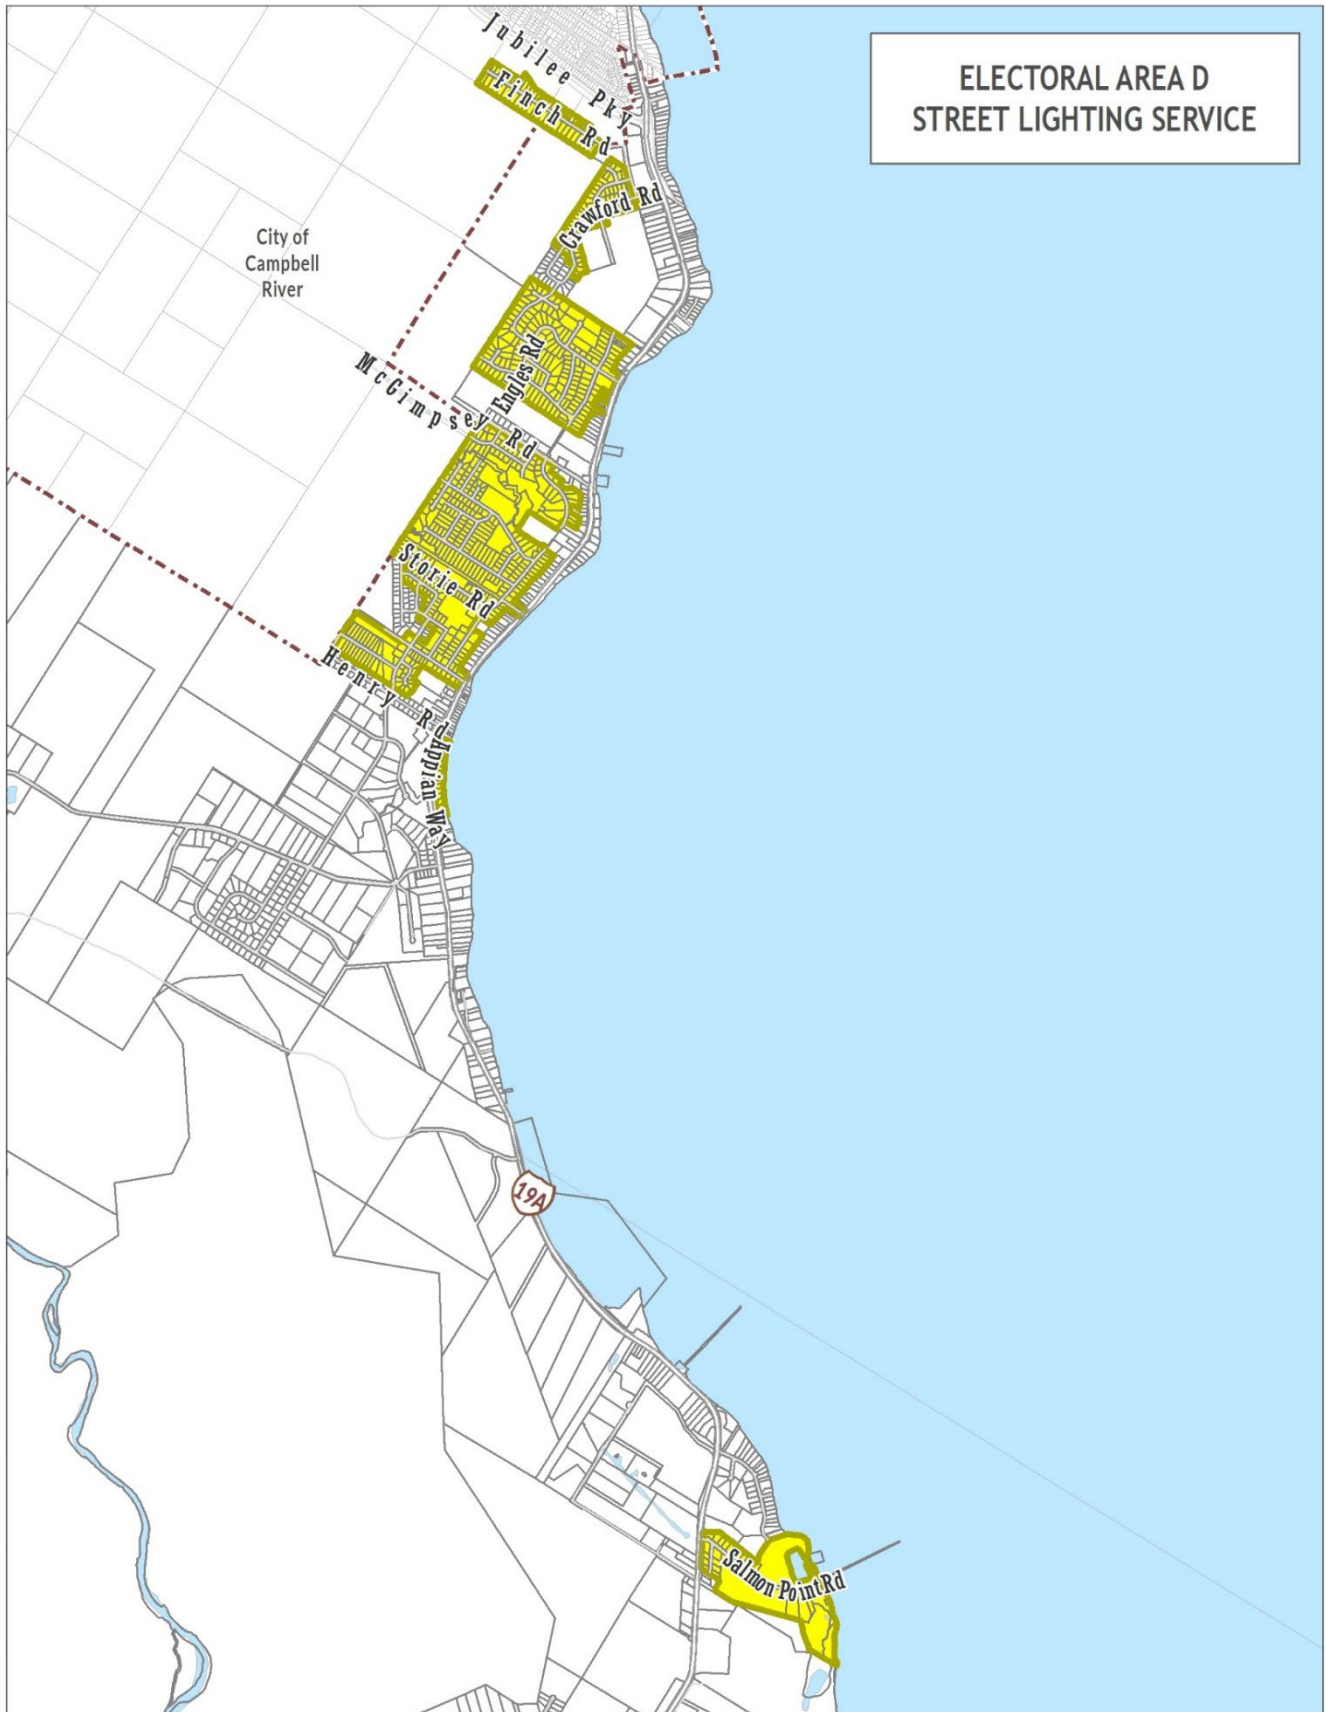 Jubilee Pky
ELECTORAL AREA D
STREET LIGHTING SERVICE
Finch Rd
Crawford Rd
City of
Campbell
River
Engles Rd
McGimpsey Rd
Storie Rd
Henry Rd
Appian Way
19A
Salmon Point Rd